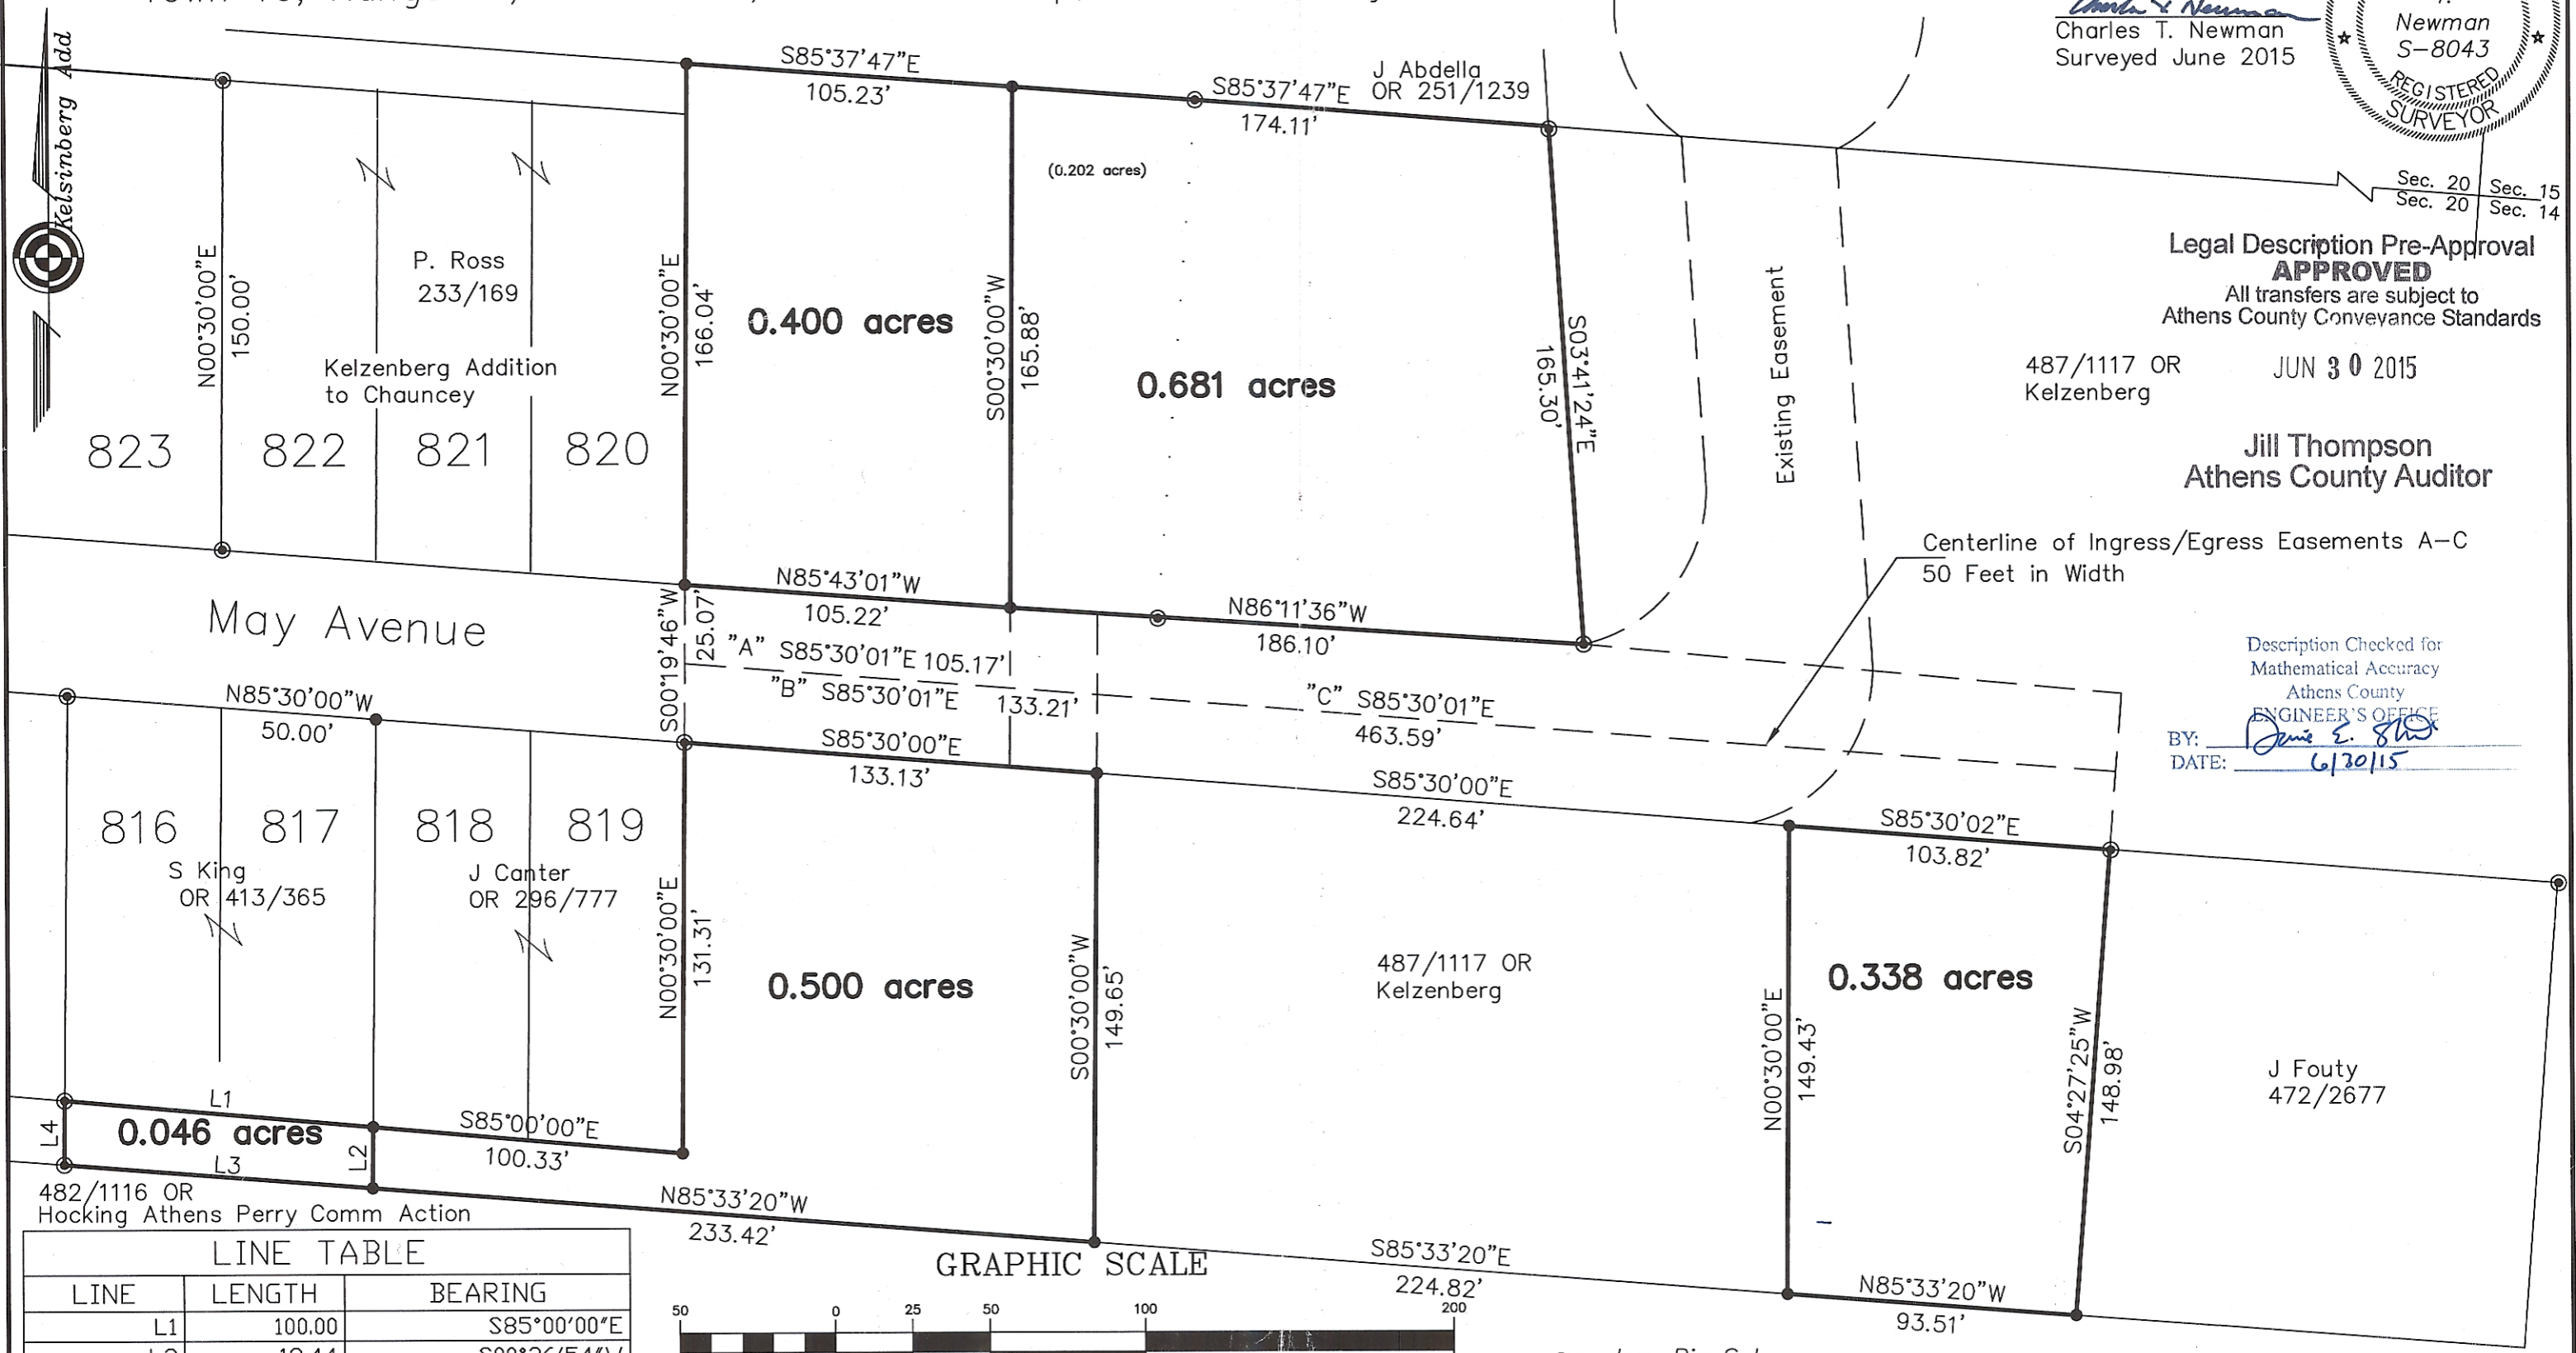 Charles T. Newman
Surveyed June 2015
Newman
S-8043
REGISTERED
SURVEYOR
Kelsinberg Add
S85°37'47"E
105.23'
S85°37'47"E
174.11'
J Abdella
OR 251/1239
(0.202 acres)
Sec. 20 Sec. 15
Sec. 20 Sec. 14
Legal Description Pre-Approval
APPROVED
All transfers are subject to
Athens County Conveyance Standards
JUN 30 2015
Jill Thompson
Athens County Auditor
487/1117 OR
Kelzenberg
N00°30'00"E
150.00'
P. Ross
233/169
Kelzenberg Addition
to Chauncey
823
822
821
820
N00°30'00"E
166.04'
0.400 acres
S00°30'00"W
165.88'
0.681 acres
S03°41'24"E
165.30'
Existing Easement
Centerline of Ingress/Egress Easements A-C
50 Feet in Width
May Avenue
N85°43'01"W
105.22'
N86°11'36"W
186.10'
S00°19'46"W
25.07'
"A" S85°30'01"E 105.17'
"B" S85°30'01"E 133.21'
"C" S85°30'01"E
463.59'
Description Checked for
Mathematical Accuracy
Athens County
ENGINEER'S OFFICE
BY:
DATE: 6/30/15
N85°30'00"W
50.00'
S85°30'00"E
133.13'
S85°30'00"E
224.64'
S85°30'02"E
103.82'
816
817
818
819
S King
OR 413/365
J Canter
OR 296/777
N00°30'00"E
131.31'
0.500 acres
S00°30'00"W
149.65'
487/1117 OR
Kelzenberg
N00°30'00"E
149.43'
0.338 acres
S04°27'25"W
148.98'
J Fouty
472/2677
L1
L4
0.046 acres
L2
L3
S85°00'00"E
100.33'
N85°33'20"W
233.42'
S85°33'20"E
224.82'
N85°33'20"W
93.51'
482/1116 OR
Hocking Athens Perry Comm Action
LINE TABLE
LINE LENGTH BEARING
L1 100.00 S85°00'00"E
GRAPHIC SCALE
50 0 25 50 100 200